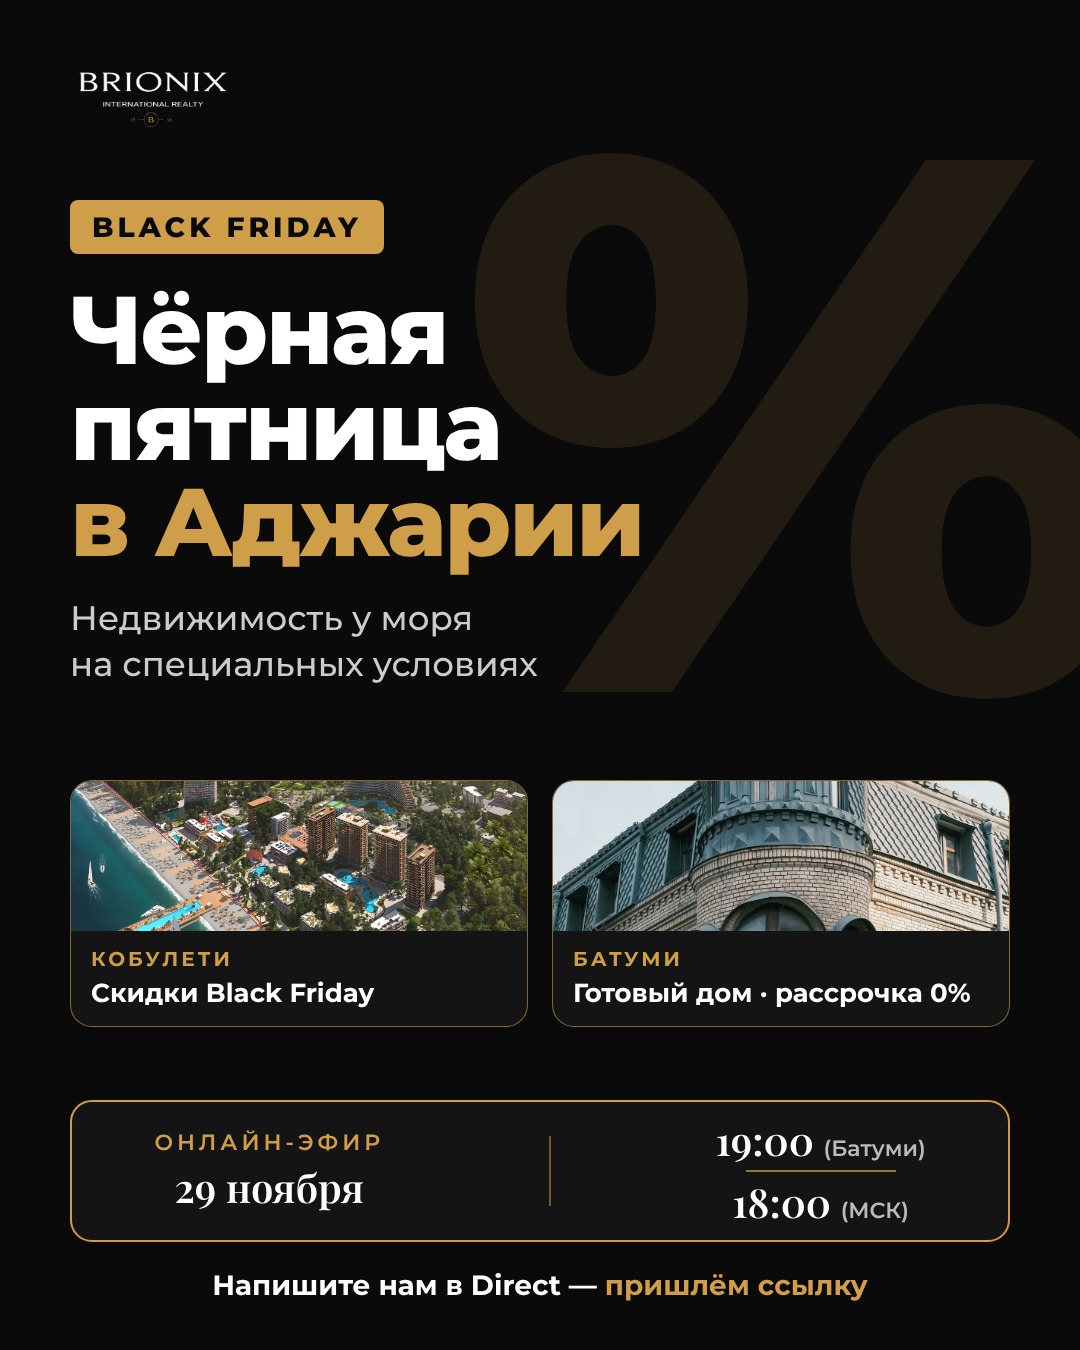 BRIONIX
INTERNATIONAL REALTY
B
BLACK FRIDAY
Чёрная
пятница
в Аджарии
Недвижимость у моря
на специальных условиях
%
КОБУЛЕТИ
Скидки Black Friday
БАТУМИ
Готовый дом · рассрочка 0%
ОНЛАЙН-ЭФИР
29 ноября
19:00 (Батуми)
18:00 (МСК)
Напишите нам в Direct — пришлём ссылку